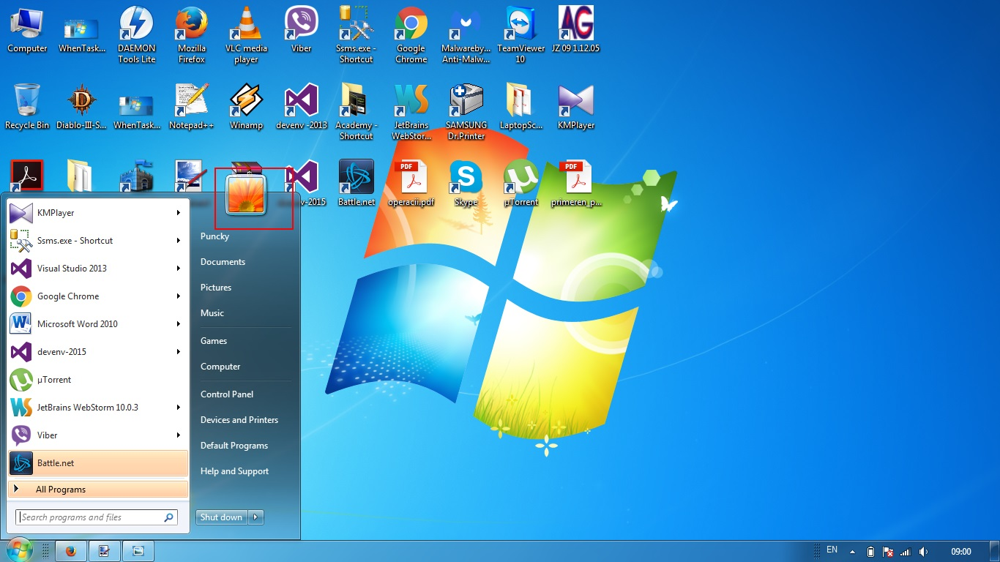 Computer
WhenTask...
DAEMON
Tools Lite
Mozilla
Firefox
VLC media
player
Viber
Ssms.exe -
Shortcut
Google
Chrome
Malwareby...
Anti-Malw...
TeamViewer
10
AG
JZ 09 1.12.05
Recycle Bin
Diablo-III-S...
WhenTask...
Notepad++
Winamp
devenv -2013
Academy -
Shortcut
JetBrains
WebStor...
SAMSUNG
Dr.Printer
LaptopSc...
KMPlayer
-2015
Battle.net
PDF
operacii.pdf
Skype
µTorrent
PDF
primeren_p...
KMPlayer
Ssms.exe - Shortcut
Visual Studio 2013
Google Chrome
Microsoft Word 2010
devenv-2015
µTorrent
JetBrains WebStorm 10.0.3
Viber
Battle.net
All Programs
Search programs and files
Puncky
Documents
Pictures
Music
Games
Computer
Control Panel
Devices and Printers
Default Programs
Help and Support
Shut down
EN
09:00